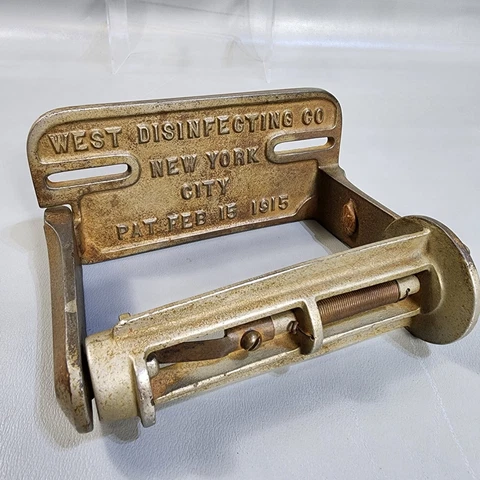 WEST DISINFECTING CO
NEW YORK
CITY
PAT FEB 15 1915